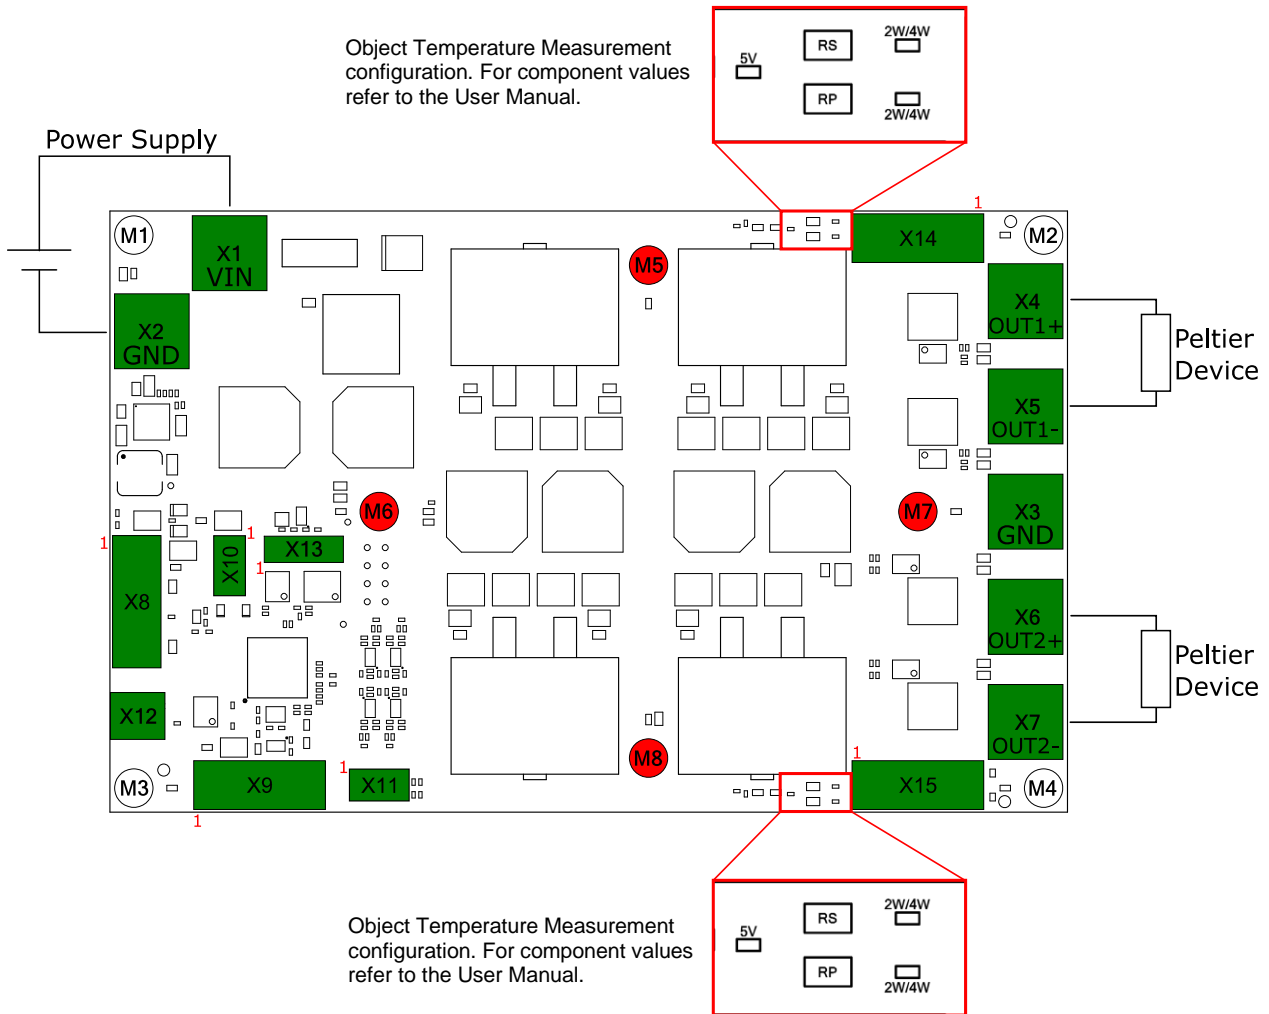 Object Temperature Measurement
configuration. For component values
refer to the User Manual.
5V
RS
2W/4W
RP
2W/4W
Power Supply
1
M1
X1
VIN
M5
X14
M2
X2
GND
X4
OUT1+
Peltier
Device
X5
OUT1-
M6
M7
X3
GND
1
1
X10
1
X13
X8
X6
OUT2+
Peltier
Device
X12
X7
OUT2-
M8
1
1
M3
X9
X11
X15
M4
1
Object Temperature Measurement
configuration. For component values
refer to the User Manual.
5V
RS
2W/4W
RP
2W/4W